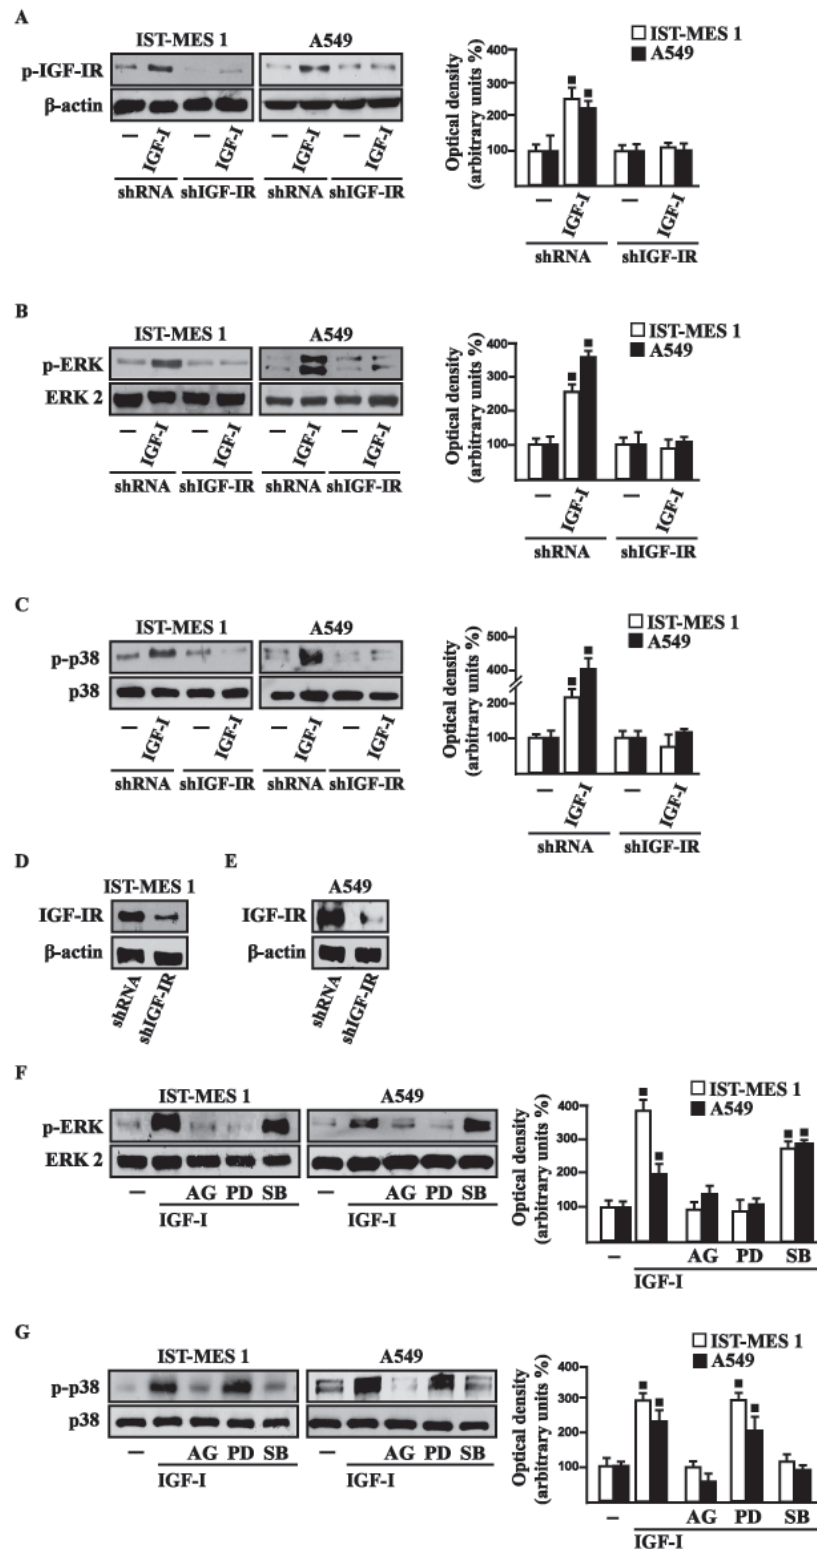 A
IST-MES 1 A549
p-IGF-IR
β-actin
– IGF-I – IGF-I – IGF-I – IGF-I
shRNA shIGF-IR shRNA shIGF-IR
Optical density
(arbitrary units %)
400
300
200
100
IST-MES 1
A549
– IGF-I – IGF-I
shRNA shIGF-IR
B
IST-MES 1 A549
p-ERK
ERK 2
– IGF-I – IGF-I – IGF-I – IGF-I
shRNA shIGF-IR shRNA shIGF-IR
Optical density
(arbitrary units %)
400
300
200
100
IST-MES 1
A549
– IGF-I – IGF-I
shRNA shIGF-IR
C
IST-MES 1 A549
p-p38
p38
– IGF-I – IGF-I – IGF-I – IGF-I
shRNA shIGF-IR shRNA shIGF-IR
Optical density
(arbitrary units %)
500
400
200
100
IST-MES 1
A549
– IGF-I – IGF-I
shRNA shIGF-IR
D
IST-MES 1
IGF-IR
β-actin
shRNA shIGF-IR
E
A549
IGF-IR
β-actin
shRNA shIGF-IR
F
IST-MES 1 A549
p-ERK
ERK 2
– AG PD SB – AG PD SB
IGF-I IGF-I
Optical density
(arbitrary units %)
400
300
200
100
IST-MES 1
A549
– AG PD SB
IGF-I
G
IST-MES 1 A549
p-p38
p38
– AG PD SB – AG PD SB
IGF-I IGF-I
Optical density
(arbitrary units %)
400
300
200
100
IST-MES 1
A549
– AG PD SB
IGF-I